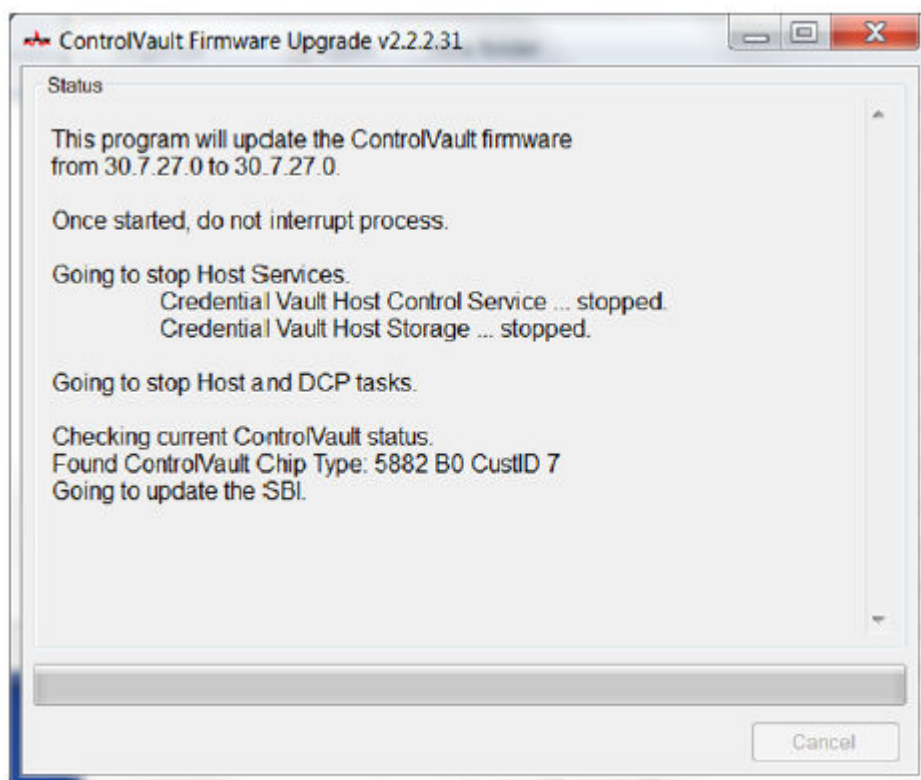 ControlVault Firmware Upgrade v2.2.2.31
Status
This program will update the ControlVault firmware
from 30.7.27.0 to 30.7.27.0.
Once started, do not interrupt process.
Going to stop Host Services.
Credential Vault Host Control Service ... stopped.
Credential Vault Host Storage ... stopped.
Going to stop Host and DCP tasks.
Checking current ControlVault status.
Found ControlVault Chip Type: 5882 B0 CustID 7
Going to update the SBI.
Cancel